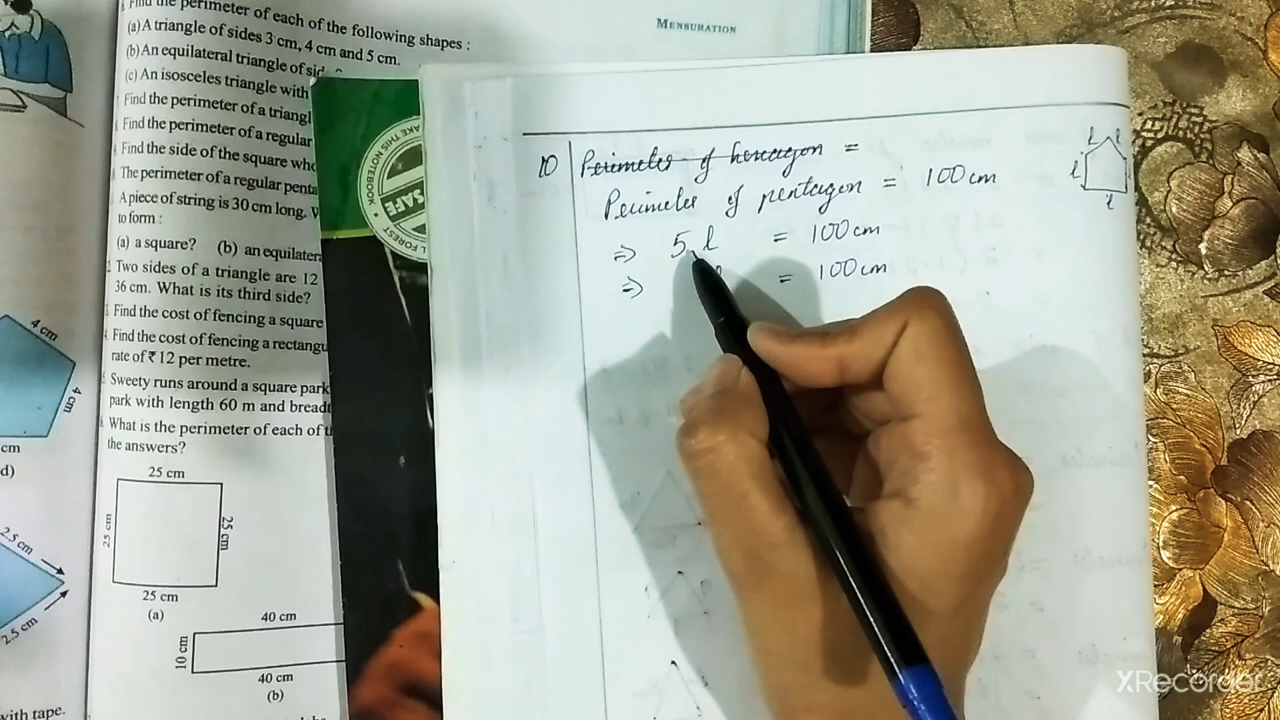 Find the perimeter of each of the following shapes :
(a) A triangle of sides 3 cm, 4 cm and 5 cm.
(b) An equilateral triangle of
(c) An isosceles triangle with
Find the perimeter of a
Find the perimeter of a regular
Find the side of the square
The perimeter of a regular
A piece of string is 30 cm long.
to form :
(a) a square? (b) an
Two sides of a triangle are 12
36 cm. What is its third side?
Find the cost of fencing a square
Find the cost of fencing a
rate of ₹ 12 per metre.
Sweety runs around a square park
park with length 60 m and
What is the perimeter of each of
the answers?
25 cm
25 cm
25 cm
25 cm
(a)
40 cm
10 cm
40 cm
(b)
4 cm
4 cm
cm
d)
2.5 cm
2.5 cm
with tape.
MENSURATION
TAKE THIS NOTEBOOK
SAFE
FOREST
10 Perimeter of hexagon =
Perimeter of pentagon = 100 cm
⇒ 5 l = 100 cm
⇒ = 100 cm
l l
l
l
XRecorder